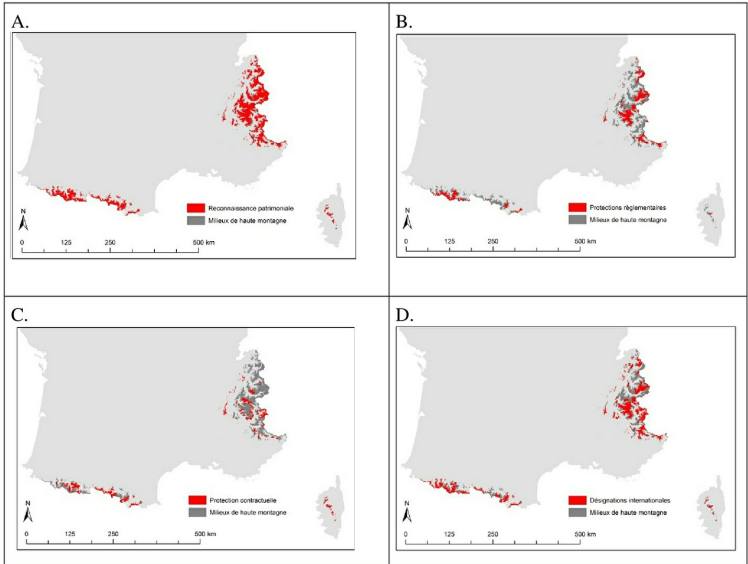 A.
Reconnaissance patrimoniale
Milieux de haute montagne
N
0 125 250 500 km
B.
Protections réglementaires
Milieux de haute montagne
N
0 125 250 500 km
C.
Protection contractuelle
Milieux de haute montagne
N
0 125 250 500 km
D.
Désignations internationales
Milieux de haute montagne
N
0 125 250 500 km